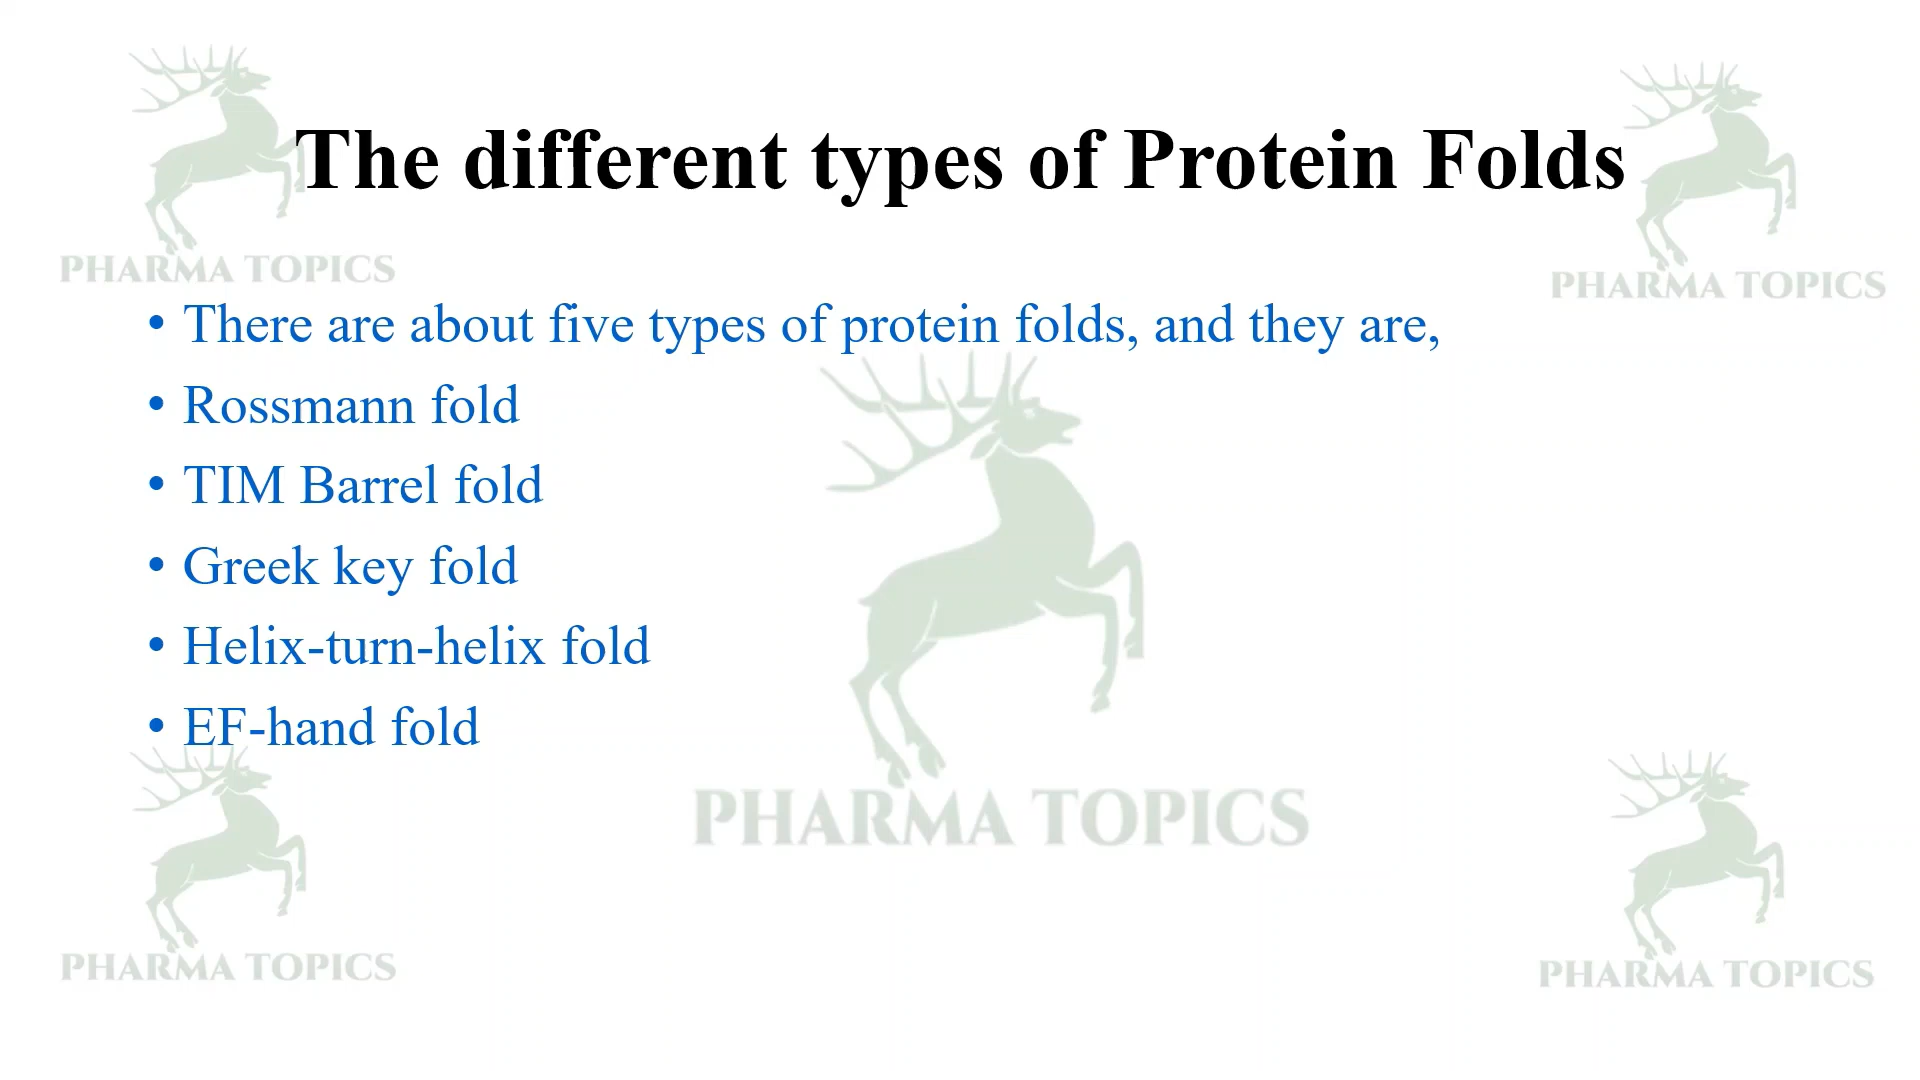 The different types of Protein Folds
PHARMA TOPICS
PHARMA TOPICS
• There are about five types of protein folds, and they are,
• Rossmann fold
• TIM Barrel fold
• Greek key fold
• Helix-turn-helix fold
• EF-hand fold
PHARMA TOPICS
PHARMA TOPICS
PHARMA TOPICS